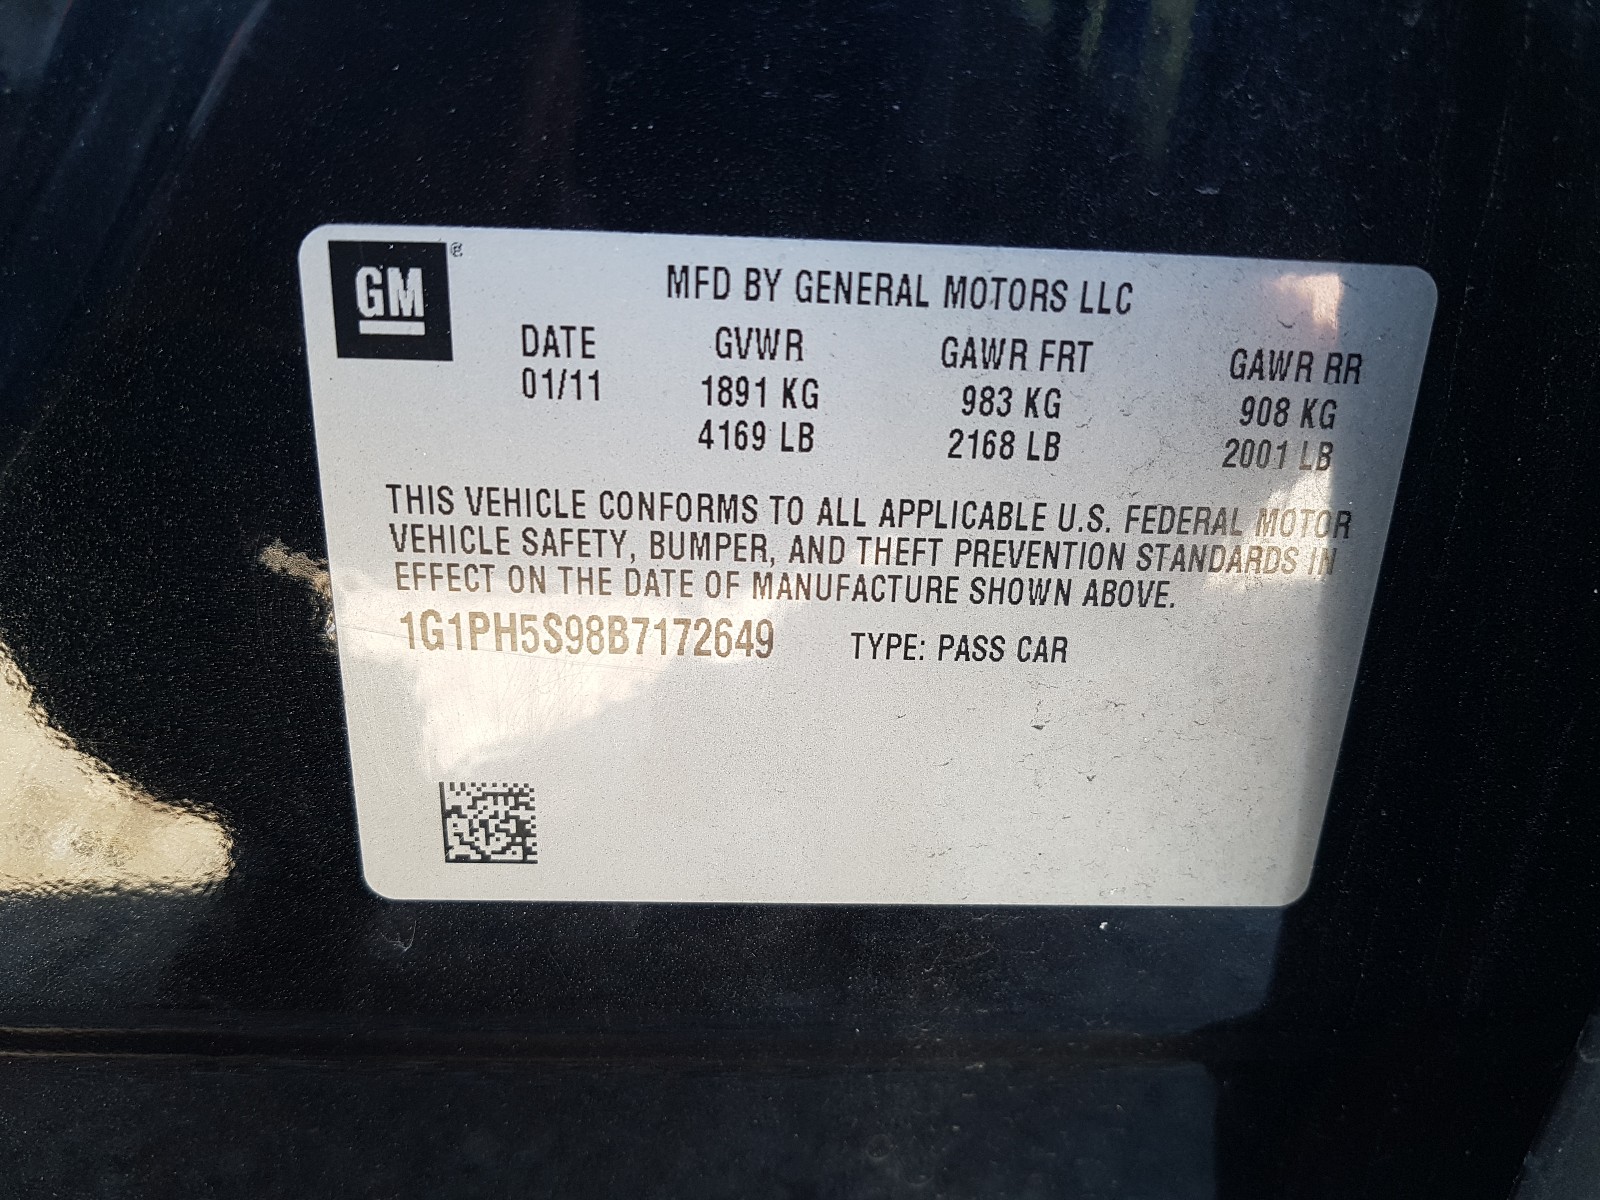 GM ®
MFD BY GENERAL MOTORS LLC
DATE GVWR GAWR FRT GAWR RR
01/11 1891 KG 983 KG 908 KG
4169 LB 2168 LB 2001 LB
THIS VEHICLE CONFORMS TO ALL APPLICABLE U.S. FEDERAL MOTOR
VEHICLE SAFETY, BUMPER, AND THEFT PREVENTION STANDARDS IN
EFFECT ON THE DATE OF MANUFACTURE SHOWN ABOVE.
1G1PH5S98B7172649 TYPE: PASS CAR